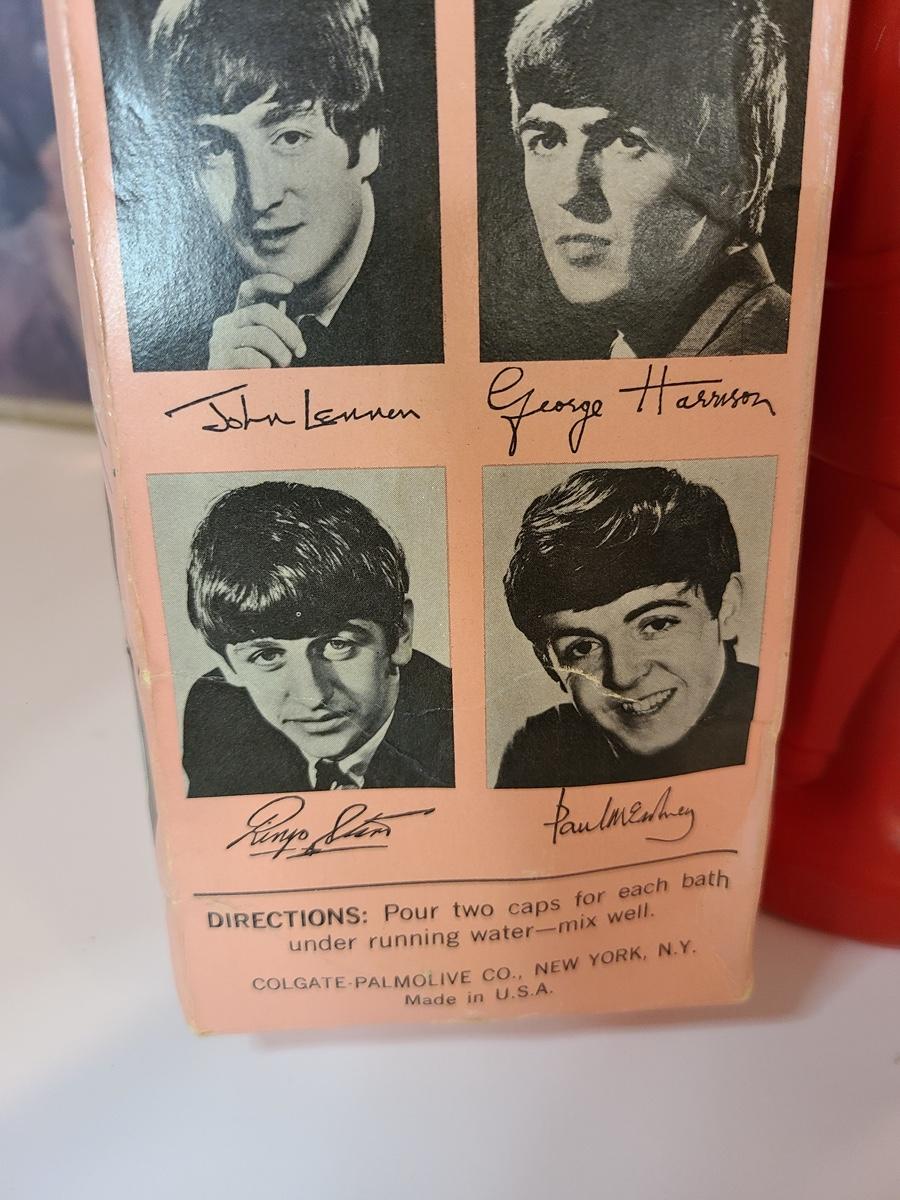 John Lennon
George Harrison
Ringo Starr
Paul McCartney
DIRECTIONS: Pour two caps for each bath
under running water—mix well.
COLGATE-PALMOLIVE CO., NEW YORK, N.Y.
Made in U.S.A.